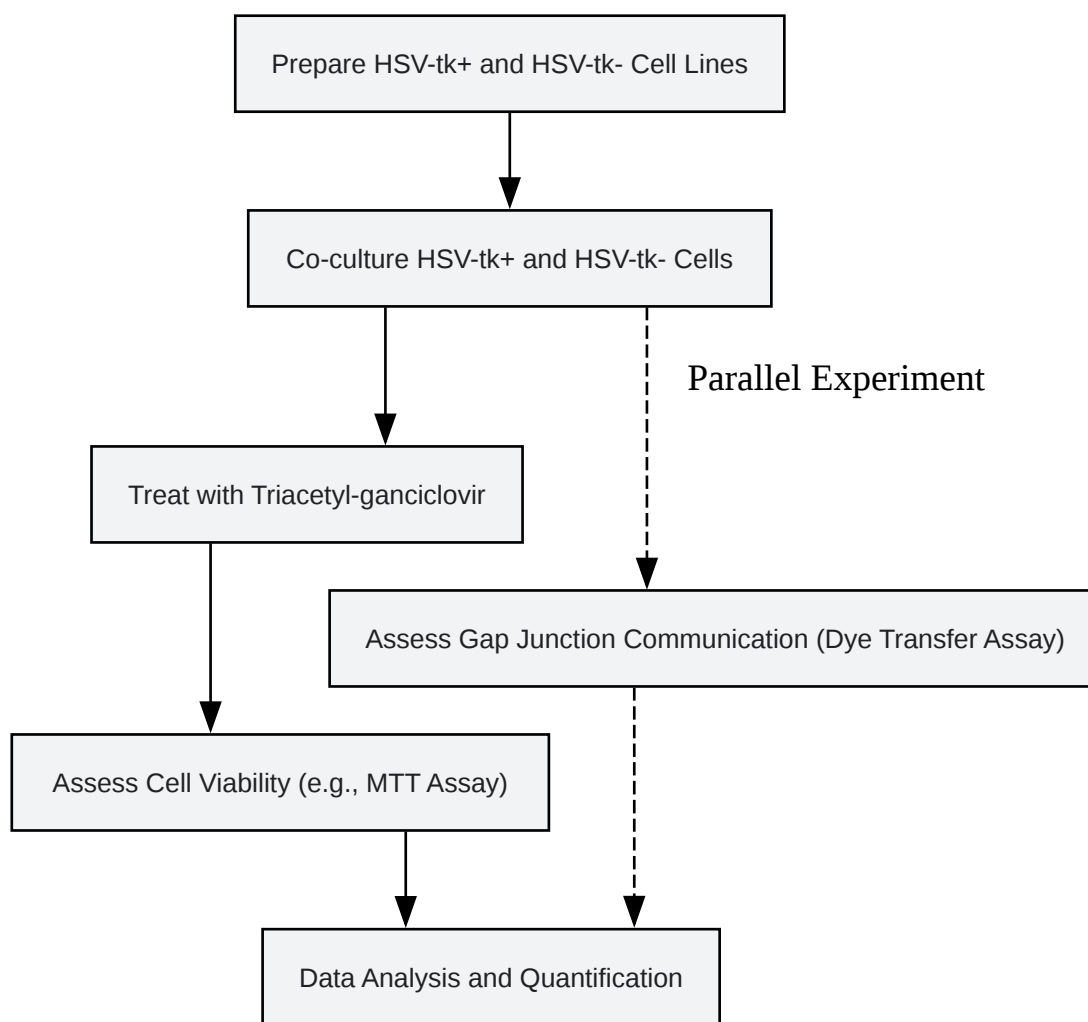 Prepare HSV-tk+ and HSV-tk- Cell Lines
Co-culture HSV-tk+ and HSV-tk- Cells
Parallel Experiment
Treat with Triacetyl-ganciclovir
Assess Gap Junction Communication (Dye Transfer Assay)
Assess Cell Viability (e.g., MTT Assay)
Data Analysis and Quantification